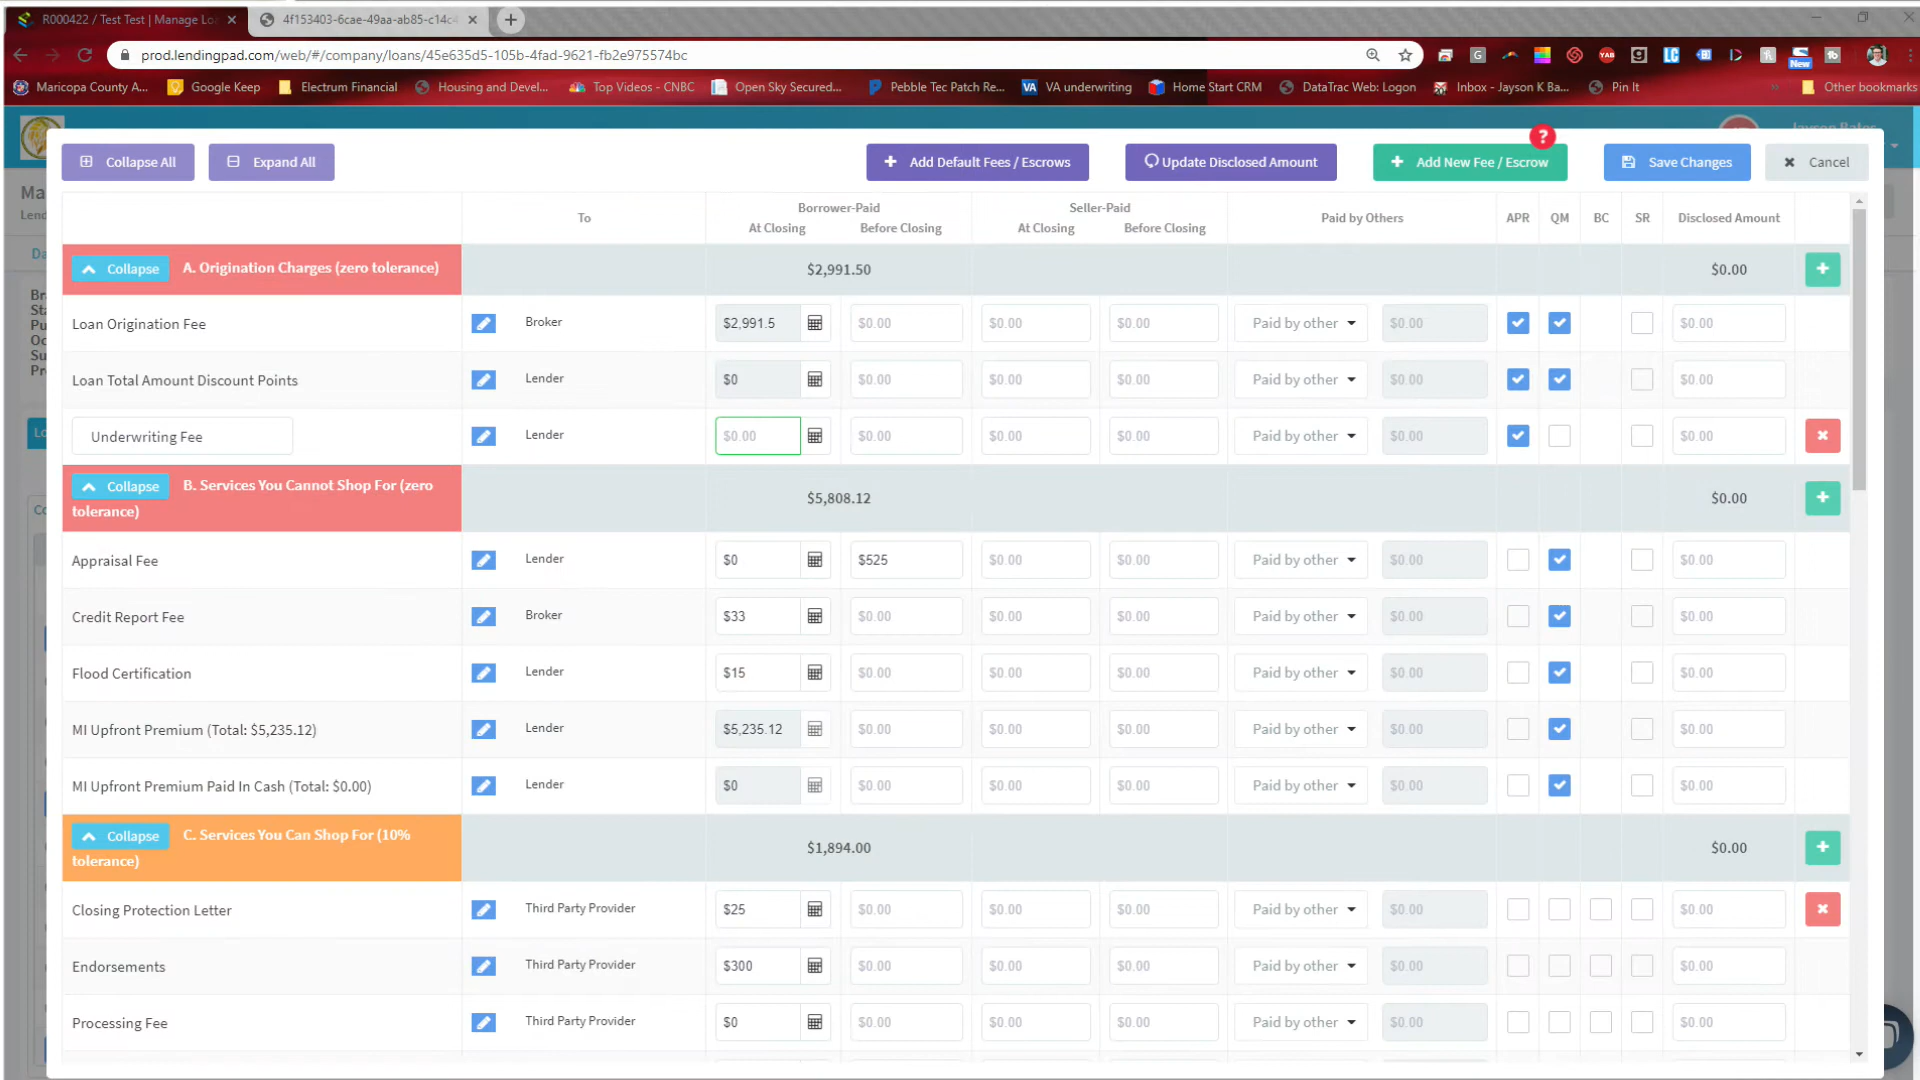 R000422 / Test Test | Manage Lo
4f153403-6cae-49aa-ab85-c14c4
prod.lendingpad.com/web/#/company/loans/45e635d5-105b-4fad-9621-fb2e975574bc
New
Maricopa County A... Google Keep Electrum Financial Housing and Devel... Top Videos - CNBC Open Sky Secured... Pebble Tec Patch Re... VA VA underwriting Home Start CRM DataTrac Web: Logon Inbox - Jayson K Ba... Pin It » Other bookmarks
?
Collapse All Expand All Add Default Fees / Escrows Update Disclosed Amount Add New Fee / Escrow Save Changes Cancel
To Borrower-Paid Seller-Paid Paid by Others APR QM BC SR Disclosed Amount
At Closing Before Closing At Closing Before Closing
Collapse A. Origination Charges (zero tolerance) $2,991.50 $0.00
Loan Origination Fee Broker $2,991.5 $0.00 $0.00 $0.00 Paid by other $0.00 $0.00
Loan Total Amount Discount Points Lender $0 $0.00 $0.00 $0.00 Paid by other $0.00 $0.00
Underwriting Fee Lender $0.00 $0.00 $0.00 $0.00 Paid by other $0.00 $0.00
Collapse B. Services You Cannot Shop For (zero
tolerance) $5,808.12 $0.00
Appraisal Fee Lender $0 $525 $0.00 $0.00 Paid by other $0.00 $0.00
Credit Report Fee Broker $33 $0.00 $0.00 $0.00 Paid by other $0.00 $0.00
Flood Certification Lender $15 $0.00 $0.00 $0.00 Paid by other $0.00 $0.00
MI Upfront Premium (Total: $5,235.12) Lender $5,235.12 $0.00 $0.00 $0.00 Paid by other $0.00 $0.00
MI Upfront Premium Paid In Cash (Total: $0.00) Lender $0 $0.00 $0.00 $0.00 Paid by other $0.00 $0.00
Collapse C. Services You Can Shop For (10%
tolerance) $1,894.00 $0.00
Closing Protection Letter Third Party Provider $25 $0.00 $0.00 $0.00 Paid by other $0.00 $0.00
Endorsements Third Party Provider $300 $0.00 $0.00 $0.00 Paid by other $0.00 $0.00
Processing Fee Third Party Provider $0 $0.00 $0.00 $0.00 Paid by other $0.00 $0.00